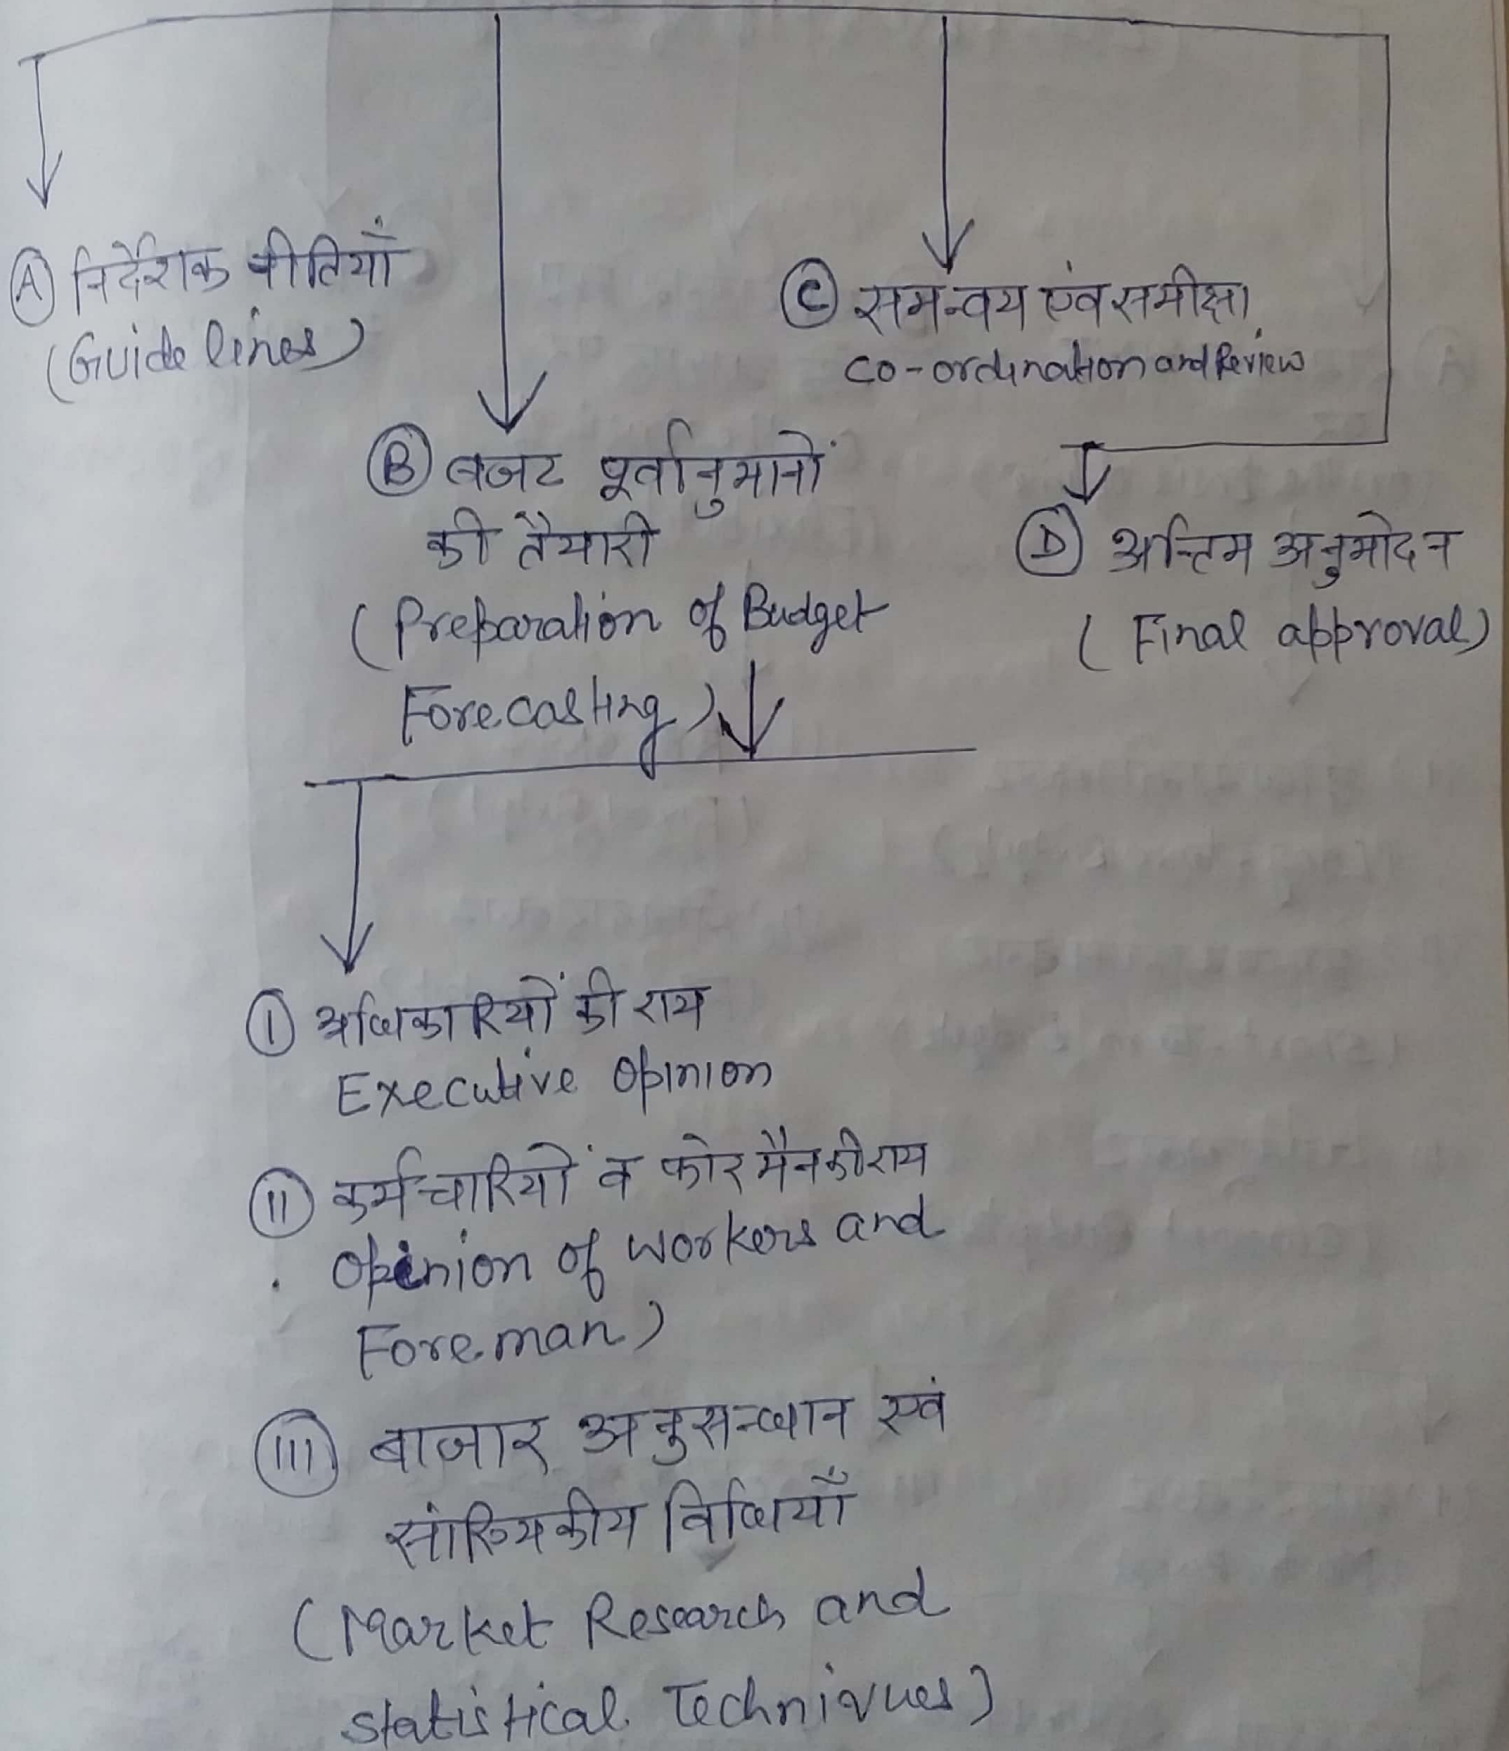 Ⓐ निर्देशक नीतियाँ
(Guide lines)
Ⓒ समन्वय एंव समीक्षा
co-ordination and Review
Ⓑ बजट पूर्वानुमानों
की तैयारी
(Preparation of Budget
Forecasting)
Ⓓ अन्तिम अनुमोदन
(Final approval)
Ⓘ अधिकारियों की राय
Executive Opinion
(II) कर्मचारियों व फोरमैन की राय
Opinion of workers and
Foreman)
(III) बाजार अनुसन्धान एवं
सांख्यिकीय विधियाँ
(Market Research and
statistical Techniques)